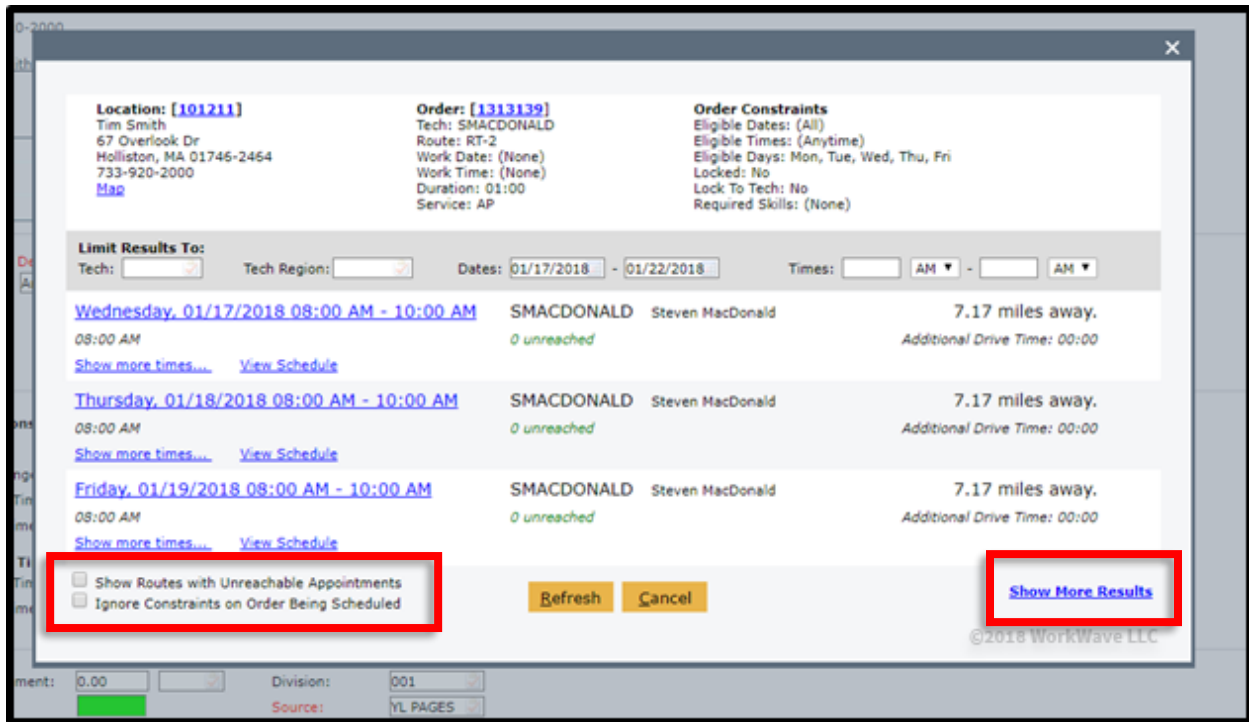 0-2000
Location: [101211]
Tim Smith
67 Overlook Dr
Holliston, MA 01746-2464
733-920-2000
Map
Order: [1313139]
Tech: SMACDONALD
Route: RT-2
Work Date: (None)
Work Time: (None)
Duration: 01:00
Service: AP
Order Constraints
Eligible Dates: (All)
Eligible Times: (Anytime)
Eligible Days: Mon, Tue, Wed, Thu, Fri
Locked: No
Lock To Tech: No
Required Skills: (None)
Limit Results To:
Tech: Tech Region: Dates: 01/17/2018 - 01/22/2018 Times: AM - AM
Wednesday, 01/17/2018 08:00 AM - 10:00 AM SMACDONALD Steven MacDonald 7.17 miles away.
08:00 AM 0 unreached Additional Drive Time: 00:00
Show more times... View Schedule
Thursday, 01/18/2018 08:00 AM - 10:00 AM SMACDONALD Steven MacDonald 7.17 miles away.
08:00 AM 0 unreached Additional Drive Time: 00:00
Show more times... View Schedule
Friday, 01/19/2018 08:00 AM - 10:00 AM SMACDONALD Steven MacDonald 7.17 miles away.
08:00 AM 0 unreached Additional Drive Time: 00:00
Show more times... View Schedule
Show Routes with Unreachable Appointments
Ignore Constraints on Order Being Scheduled
Refresh Cancel
Show More Results
©2018 WorkWave LLC
ment: 0.00 Division: 001
Source: YL PAGES